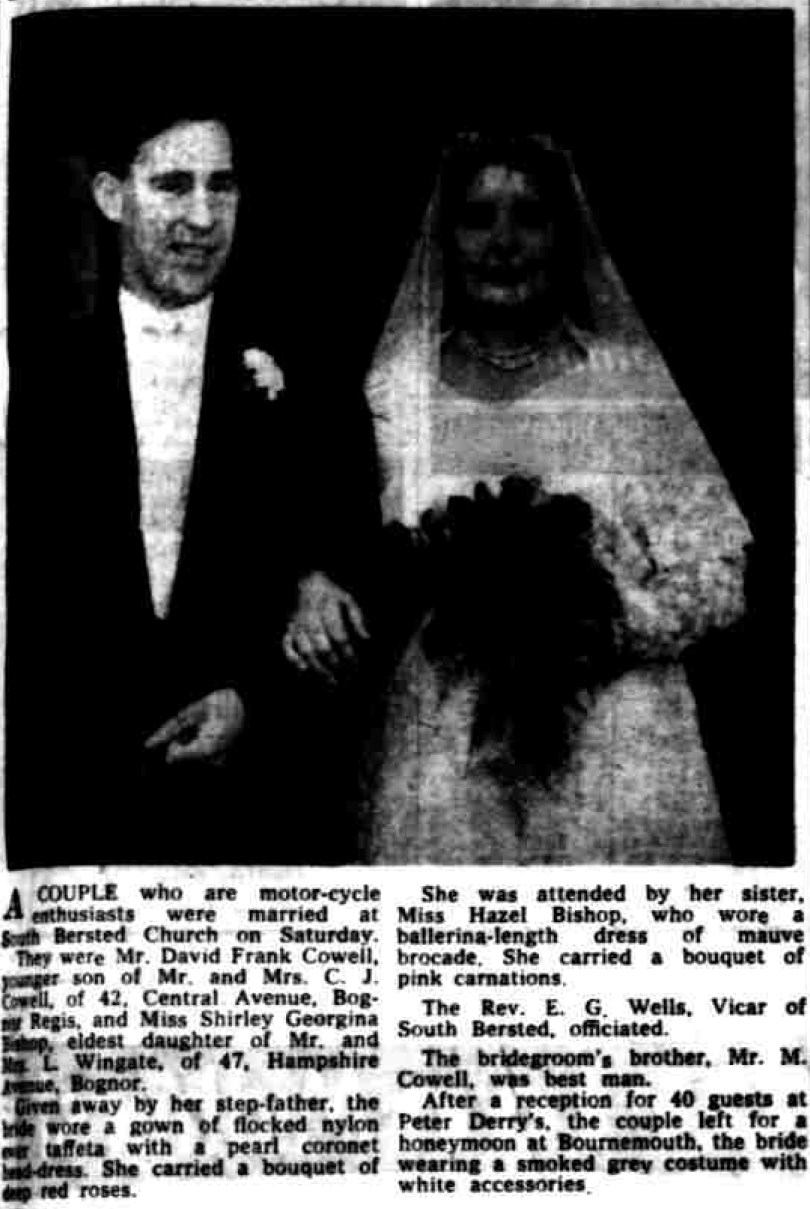 A COUPLE who are motor-cycle
enthusiasts were married at
South Bersted Church on Saturday.
They were Mr. David Frank Cowell,
younger son of Mr. and Mrs. C. J.
Cowell, of 42, Central Avenue, Bog-
nor Regis, and Miss Shirley Georgina
Bishop, eldest daughter of Mr. and
Mrs. L. Wingate, of 47, Hampshire
Avenue, Bognor.
Given away by her step-father, the
bride wore a gown of flocked nylon
over taffeta with a pearl coronet
head-dress. She carried a bouquet of
deep red roses.
She was attended by her sister,
Miss Hazel Bishop, who wore a
ballerina-length dress of mauve
brocade. She carried a bouquet of
pink carnations.
The Rev. E. G. Wells, Vicar of
South Bersted, officiated.
The bridegroom's brother, Mr. M.
Cowell, was best man.
After a reception for 40 guests at
Peter Derry's, the couple left for a
honeymoon at Bournemouth, the bride
wearing a smoked grey costume with
white accessories.